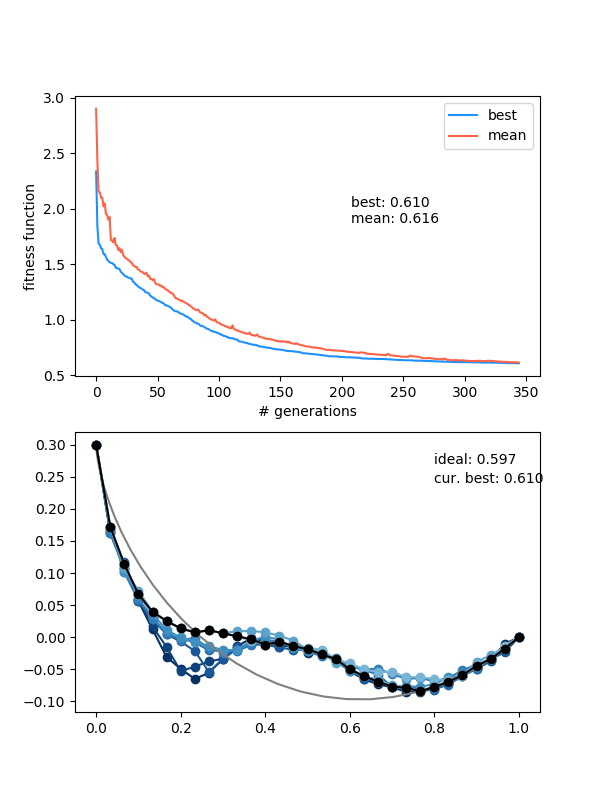 3.0
2.5
2.0
1.5
1.0
0.5
fitness function
best
mean
best: 0.610
mean: 0.616
0 50 100 150 200 250 300 350
# generations
0.30
0.25
0.20
0.15
0.10
0.05
0.00
−0.05
−0.10
ideal: 0.597
cur. best: 0.610
0.0 0.2 0.4 0.6 0.8 1.0